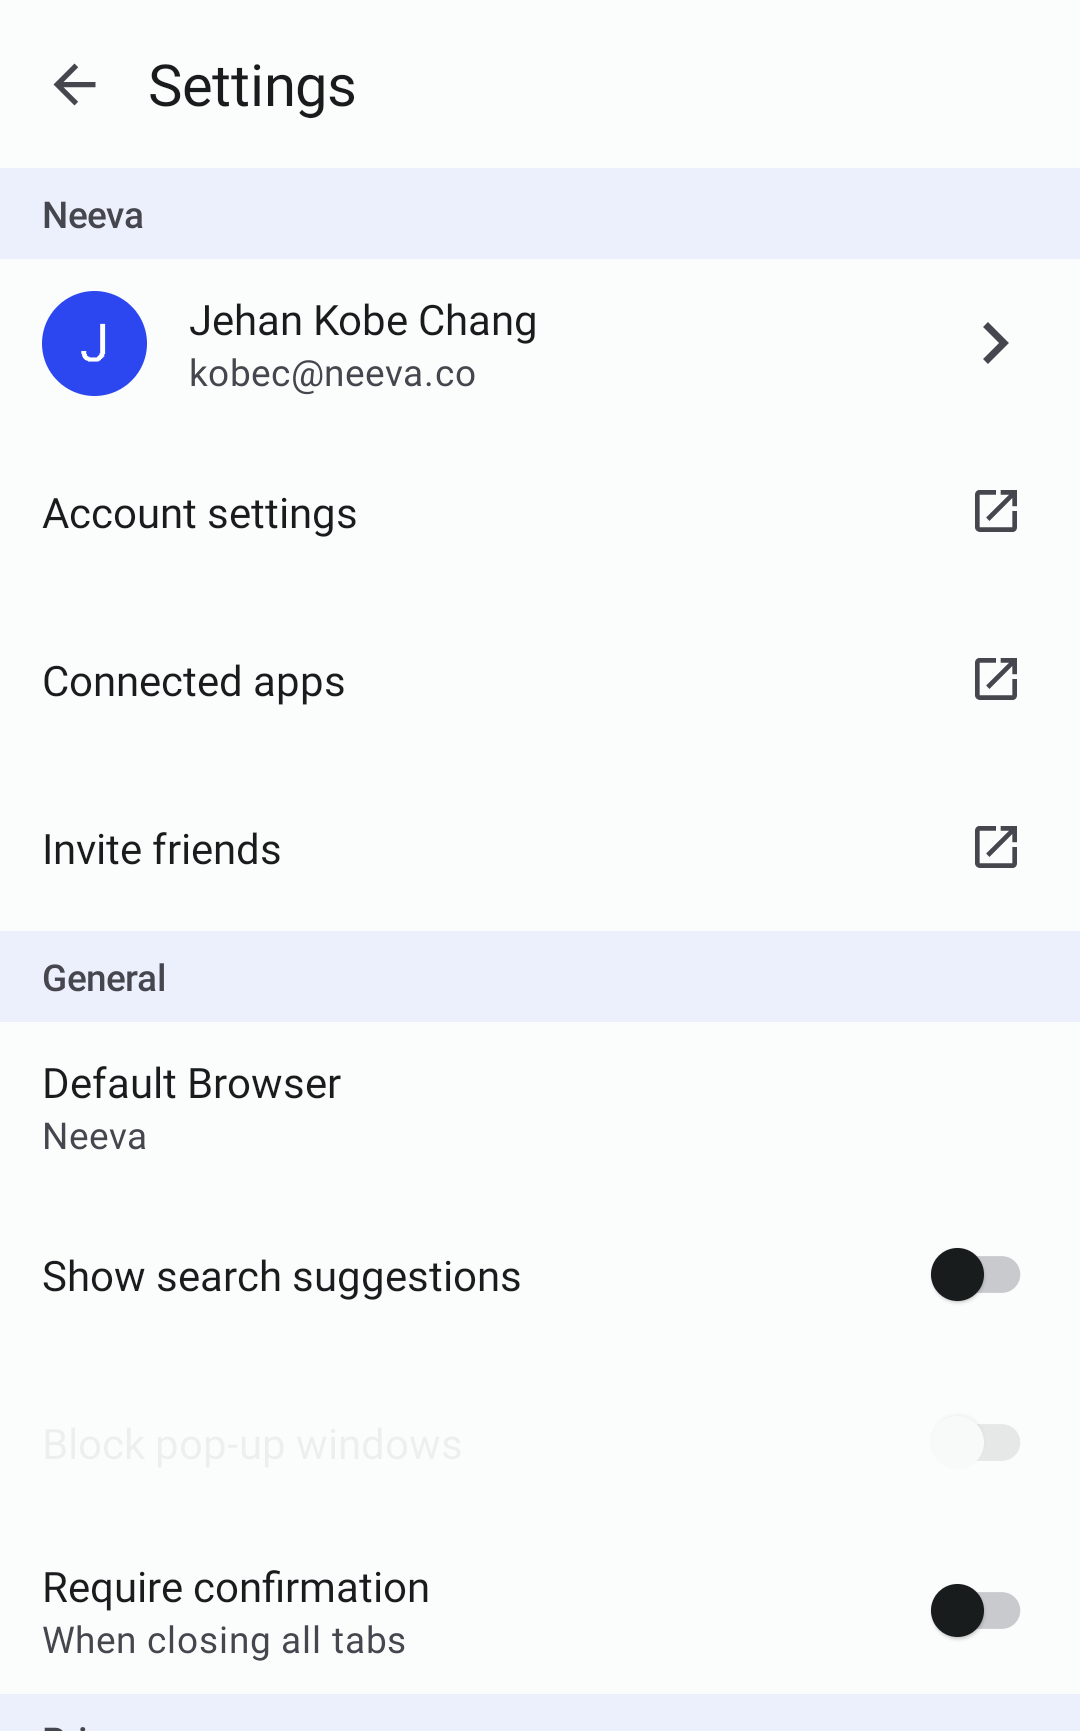 Settings
Neeva
J
Jehan Kobe Chang
kobec@neeva.co
Account settings
Connected apps
Invite friends
General
Default Browser
Neeva
Show search suggestions
Block pop-up windows
Require confirmation
When closing all tabs